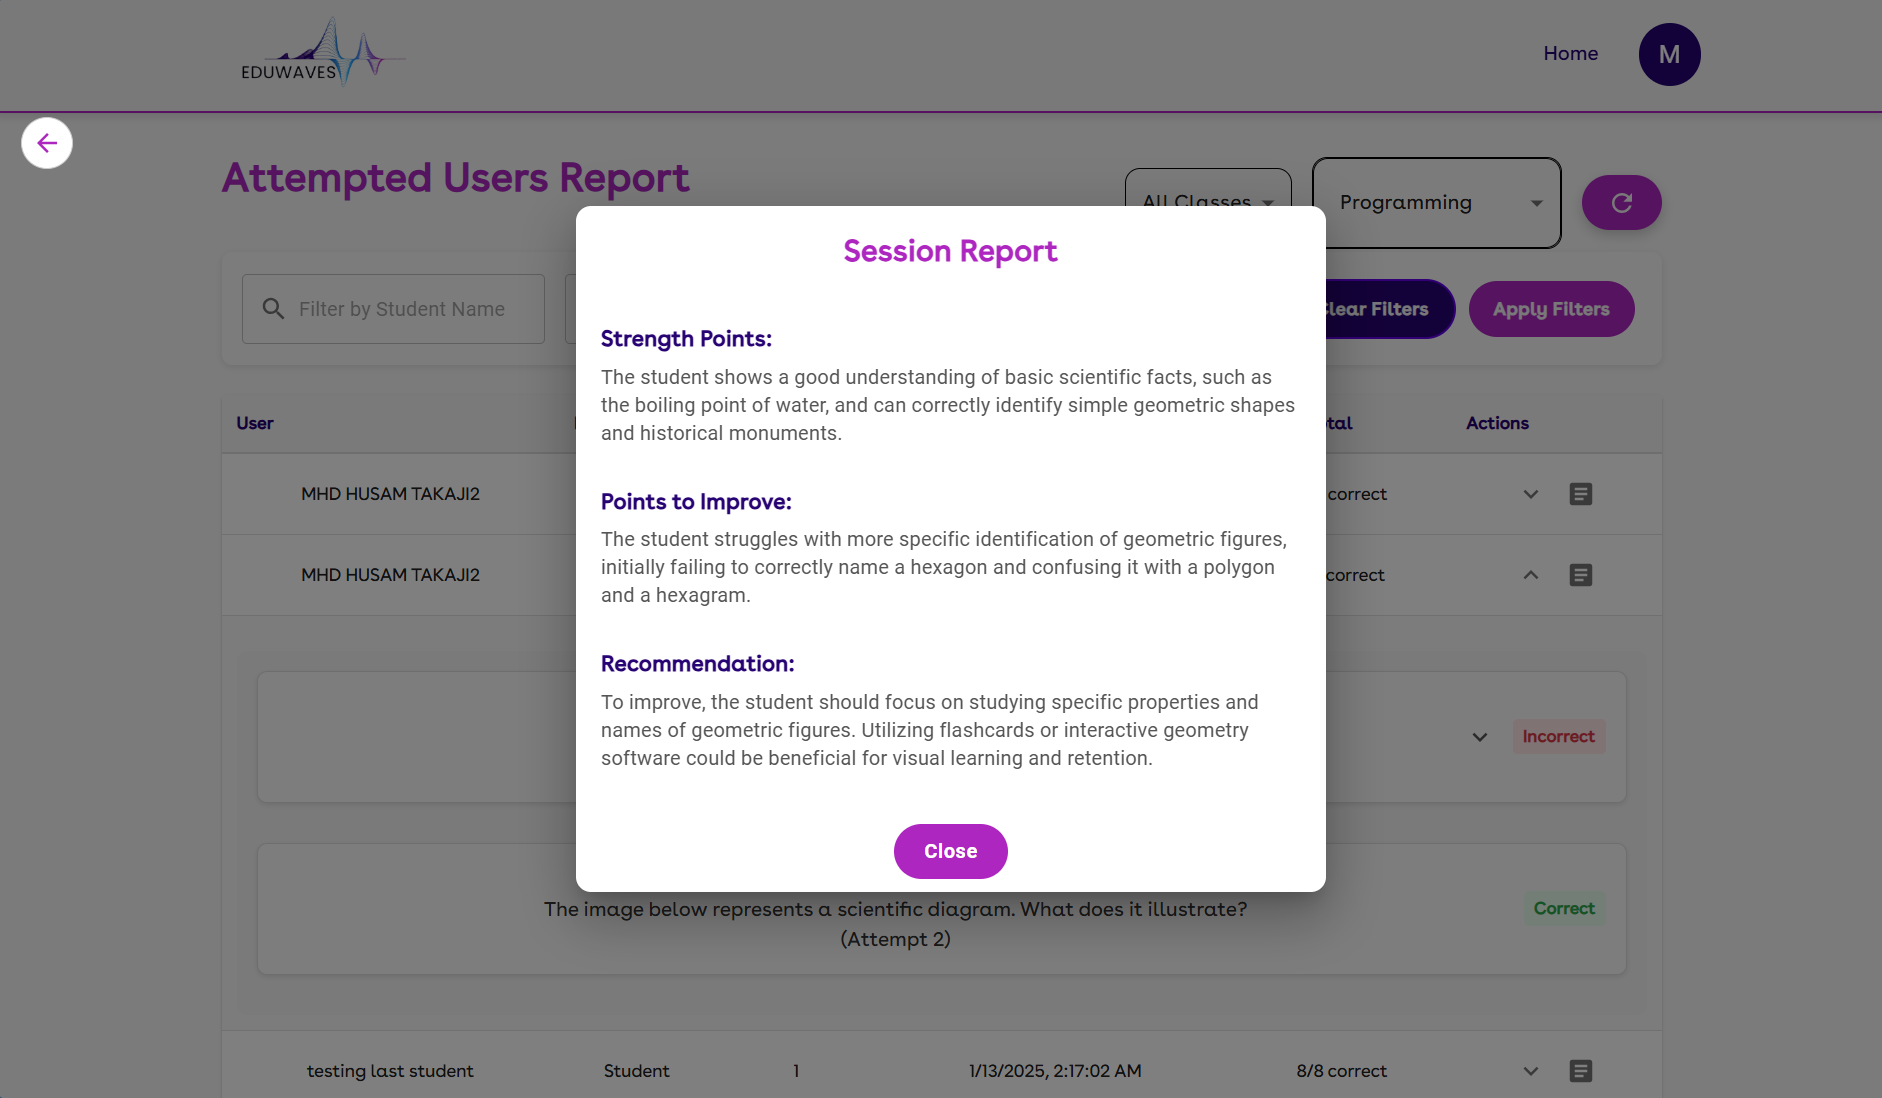 EDUWAVES
Home
M
Attempted Users Report
All Classes
Programming
Filter by Student Name
Clear Filters
Apply Filters
Session Report
Strength Points:
The student shows a good understanding of basic scientific facts, such as
the boiling point of water, and can correctly identify simple geometric shapes
and historical monuments.
Points to Improve:
The student struggles with more specific identification of geometric figures,
initially failing to correctly name a hexagon and confusing it with a polygon
and a hexagram.
Recommendation:
To improve, the student should focus on studying specific properties and
names of geometric figures. Utilizing flashcards or interactive geometry
software could be beneficial for visual learning and retention.
Close
User
Actions
MHD HUSAM TAKAJI2
correct
MHD HUSAM TAKAJI2
correct
Incorrect
The image below represents a scientific diagram. What does it illustrate?
(Attempt 2)
Correct
testing last student Student 1 1/13/2025, 2:17:02 AM 8/8 correct